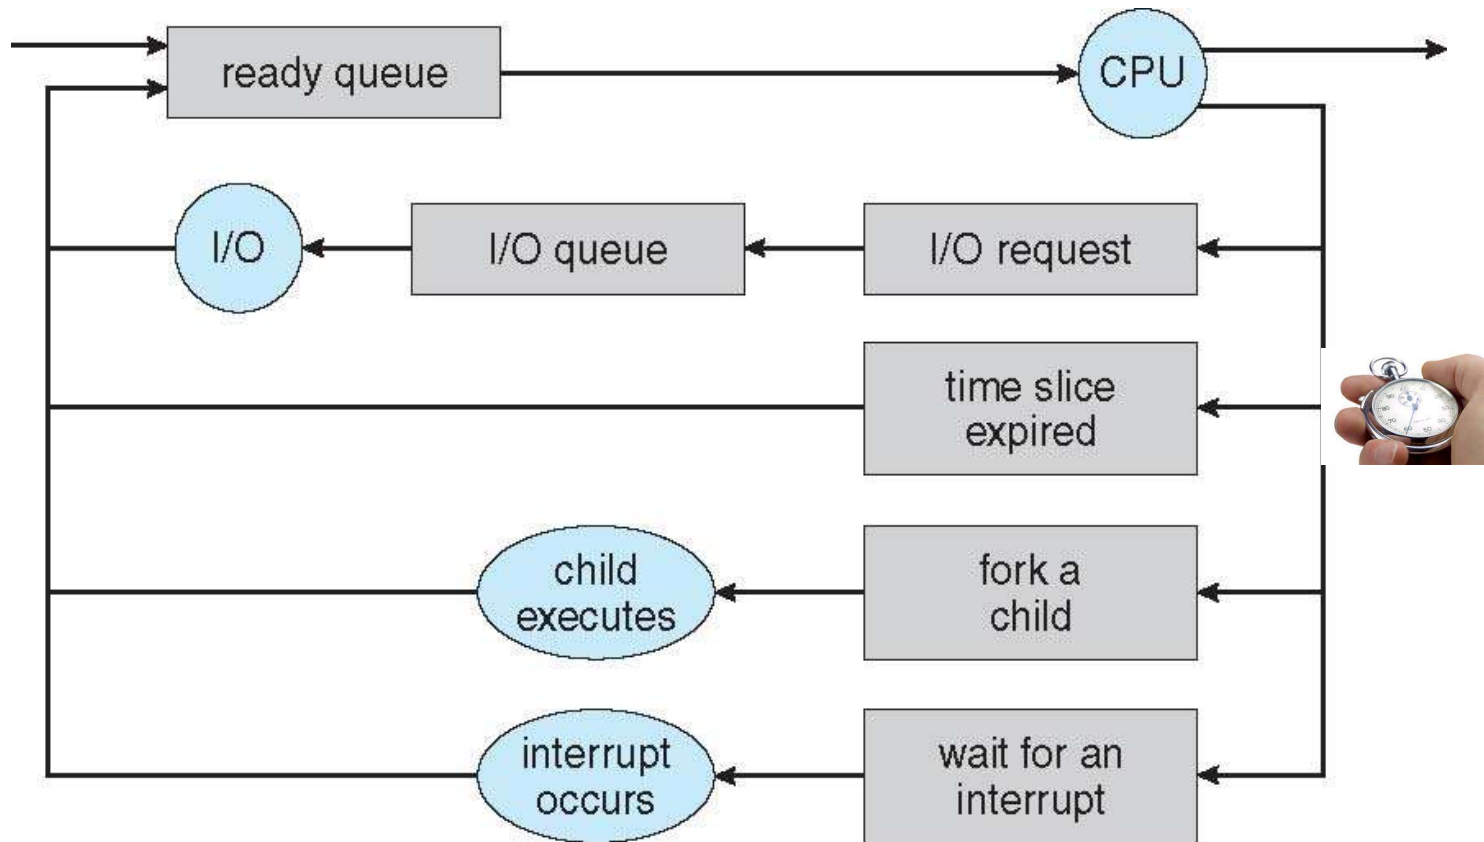 ready queue
CPU
I/O
I/O queue
I/O request
time slice
expired
child
executes
fork a
child
interrupt
occurs
wait for an
interrupt